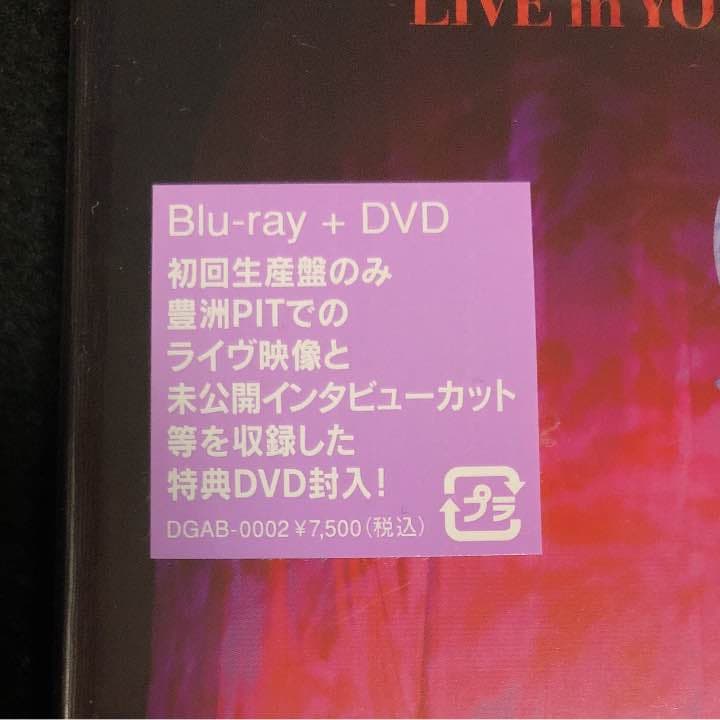 LIVE in YO
Blu-ray + DVD
初回生産盤のみ
豊洲PITでの
ライヴ映像と
未公開インタビューカット
等を収録した
特典DVD封入!
プラ
DGAB-0002 ¥7,500(税込)